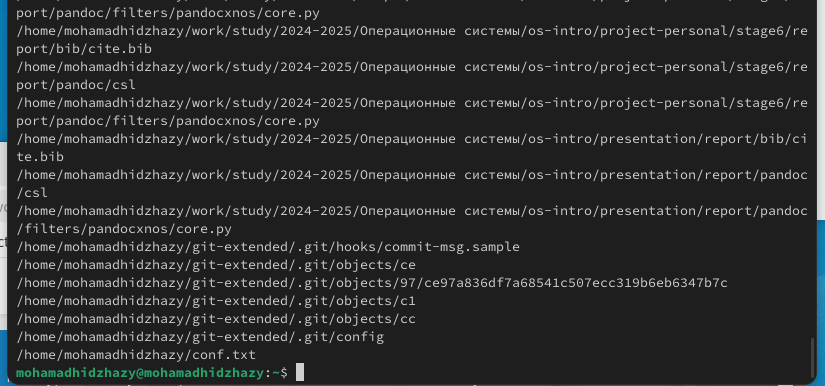 port/pandoc/filters/pandocxnos/core.py
/home/mohamadhidzhazy/work/study/2024-2025/Операционные системы/os-intro/project-personal/stage6/re
port/bib/cite.bib
/home/mohamadhidzhazy/work/study/2024-2025/Операционные системы/os-intro/project-personal/stage6/re
port/pandoc/csl
/home/mohamadhidzhazy/work/study/2024-2025/Операционные системы/os-intro/project-personal/stage6/re
port/pandoc/filters/pandocxnos/core.py
/home/mohamadhidzhazy/work/study/2024-2025/Операционные системы/os-intro/presentation/report/bib/ci
te.bib
/home/mohamadhidzhazy/work/study/2024-2025/Операционные системы/os-intro/presentation/report/pandoc
/csl
/home/mohamadhidzhazy/work/study/2024-2025/Операционные системы/os-intro/presentation/report/pandoc
/filters/pandocxnos/core.py
/home/mohamadhidzhazy/git-extended/.git/hooks/commit-msg.sample
/home/mohamadhidzhazy/git-extended/.git/objects/ce
/home/mohamadhidzhazy/git-extended/.git/objects/97/ce97a836df7a68541c507ecc319b6eb6347b7c
/home/mohamadhidzhazy/git-extended/.git/objects/c1
/home/mohamadhidzhazy/git-extended/.git/objects/cc
/home/mohamadhidzhazy/git-extended/.git/config
/home/mohamadhidzhazy/conf.txt
mohamadhidzhazy@mohamadhidzhazy:~$